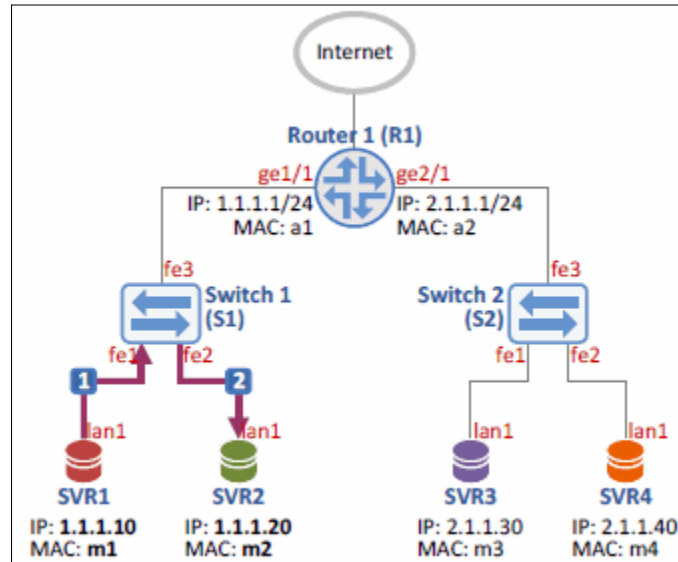 Internet
Router 1 (R1)
ge1/1
ge2/1
IP: 1.1.1.1/24
IP: 2.1.1.1/24
MAC: a1
MAC: a2
fe3
fe3
Switch 1
(S1)
Switch 2
(S2)
fe1
fe2
fe1
fe2
1
2
lan1
lan1
lan1
lan1
SVR1
SVR2
SVR3
SVR4
IP: 1.1.1.10
IP: 1.1.1.20
IP: 2.1.1.30
IP: 2.1.1.40
MAC: m1
MAC: m2
MAC: m3
MAC: m4